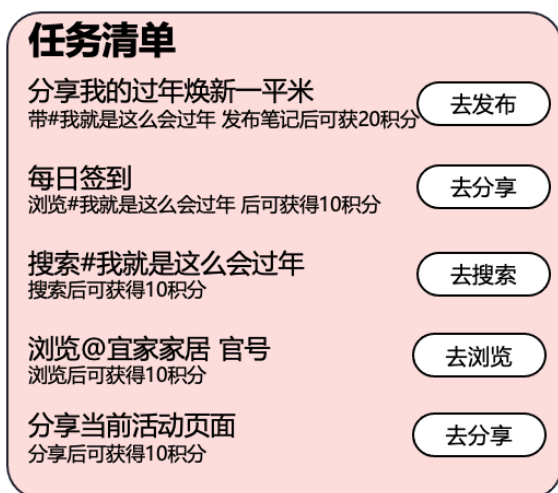 任务清单
分享我的过年焕新一平米
带#我就是这么会过年 发布笔记后可获20积分
去发布
每日签到
浏览#我就是这么会过年 后可获得10积分
去分享
搜索#我就是这么会过年
搜索后可获得10积分
去搜索
浏览@宜家家居 官号
浏览后可获得10积分
去浏览
分享当前活动页面
分享后可获得10积分
去分享